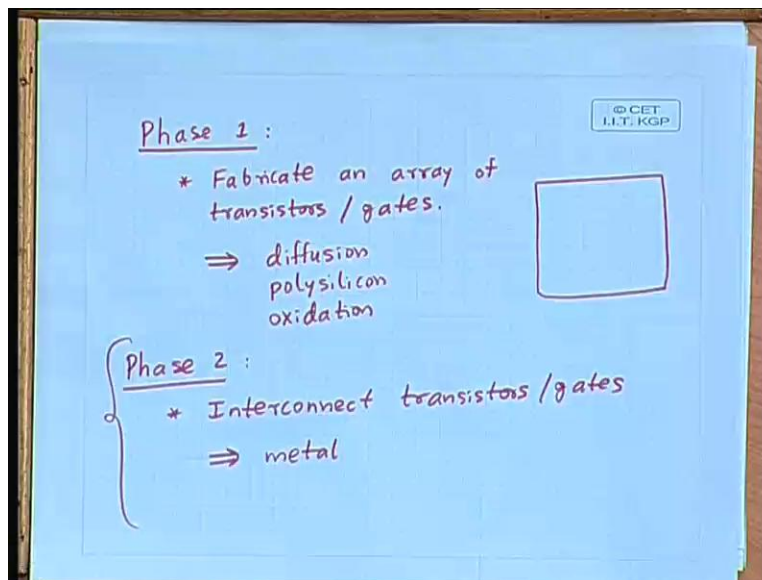 © CET
I.I.T. KGP
Phase 1 :
* Fabricate an array of
transistors / gates.
⇒ diffusion
polysilicon
oxidation
Phase 2 :
* Interconnect transistors / gates
⇒ metal